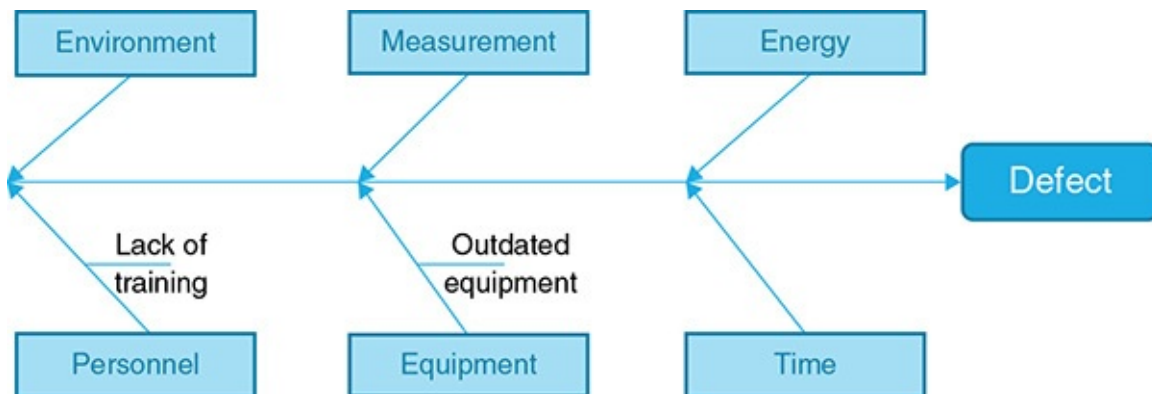 Environment
Measurement
Energy
Defect
Lack of
training
Outdated
equipment
Personnel
Equipment
Time